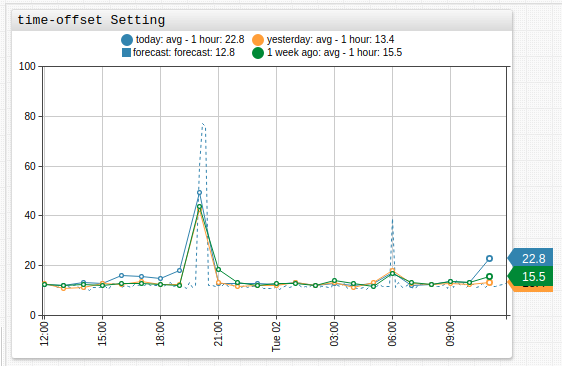 time-offset Setting
today: avg - 1 hour: 22.8 yesterday: avg - 1 hour: 13.4
forecast: forecast: 12.8 1 week ago: avg - 1 hour: 15.5
100
80
60
40
20
0
22.8
15.5
12:00 15:00 18:00 21:00 Tue 02 03:00 06:00 09:00